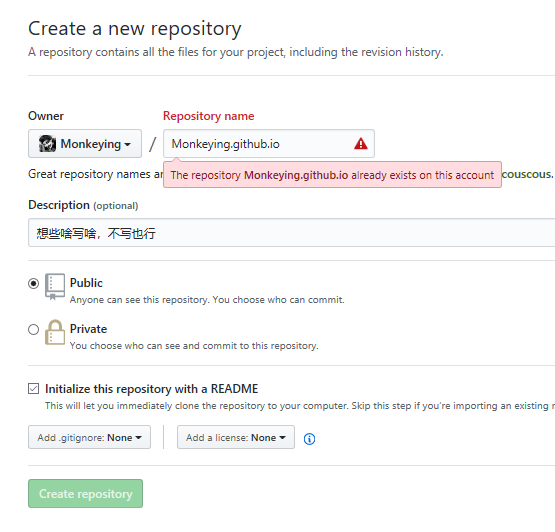 Create a new repository
A repository contains all the files for your project, including the revision history.
Owner
Repository name
Monkeying
/
Monkeying.github.io
The repository Monkeying.github.io already exists on this account
Great repository names ar couscous.
Description (optional)
想些啥写啥，不写也行
Public
Anyone can see this repository. You choose who can commit.
Private
You choose who can see and commit to this repository.
Initialize this repository with a README
This will let you immediately clone the repository to your computer. Skip this step if you're importing an existing r
Add .gitignore: None
Add a license: None
Create repository